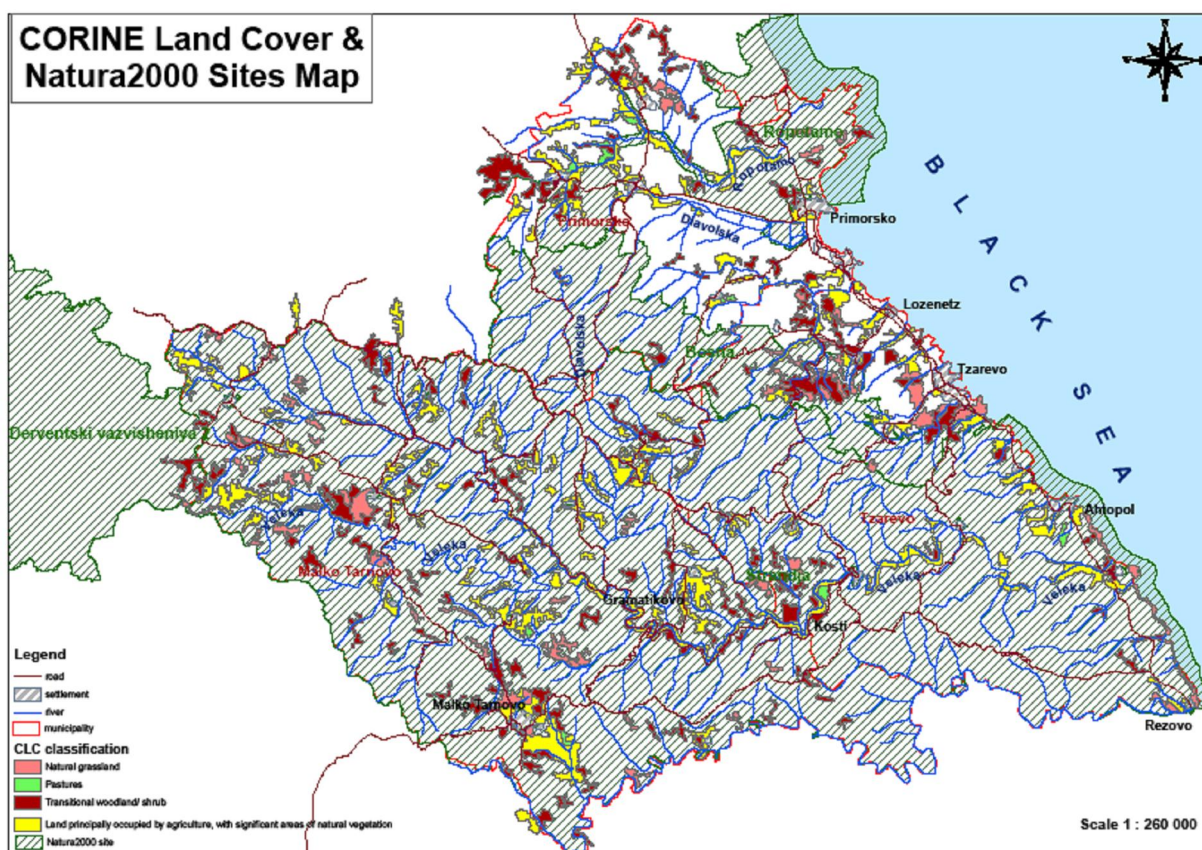 CORINE Land Cover &
Natura2000 Sites Map
Ropotamo
Ropotamo
BLACK SEA
Primorsko
Primorsko
Diavolska
Lozenetz
Diavolska
Bosna
Tzarevo
Derventski vazvisheniya
Ahtopol
Tzarevo
Veleka
Veleka
Malko Tarnovo
Strandja
Veleka
Veleka
Gramatikovo
Kosti
Malko Tarnovo
Rezovo
Legend
road
settlement
river
municipality
CLC classification
Natural grassland
Pastures
Transitional woodland/ shrub
Land principally occupied by agriculture, with significant areas of natural vegetation
Natura2000 site
Scale 1 : 260 000